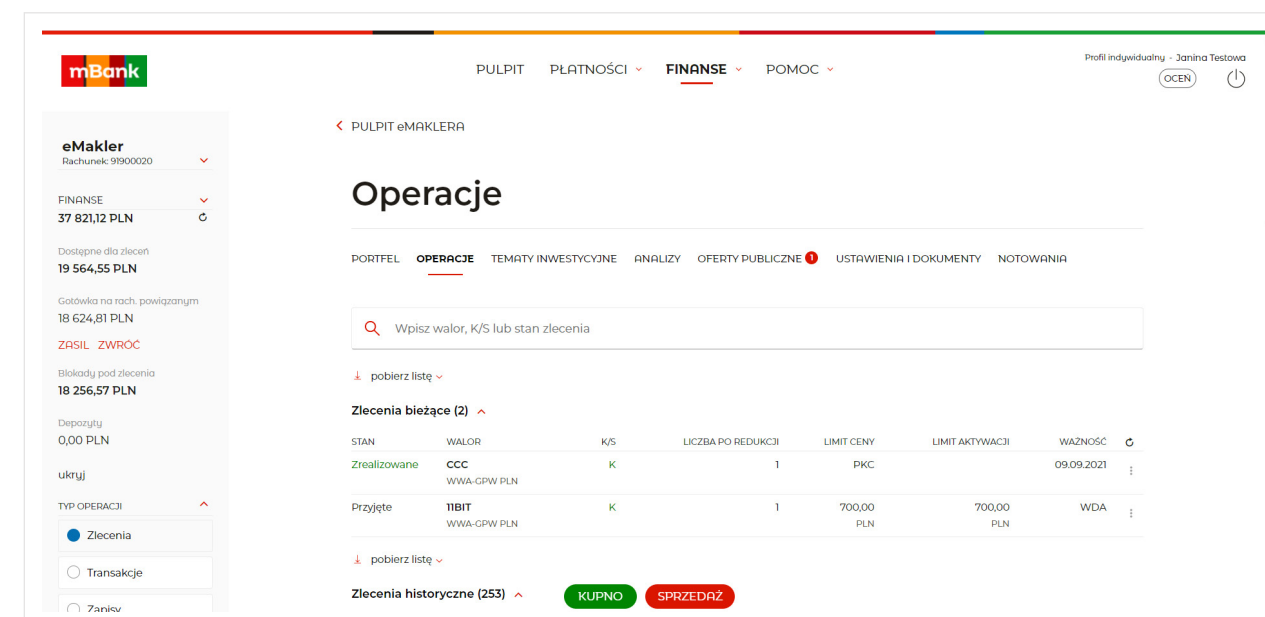 mBank
PULPIT PŁATNOŚCI FINANSE POMOC
Profil indywidualny - Janina Testowa
OCEŃ
eMakler
Rachunek: 91900020
FINANSE
37 821,12 PLN
Dostępne dla zleceń
19 564,55 PLN
Gotówka na rach. powiązanym
18 624,81 PLN
ZASIL ZWRÓĆ
Blokady pod zlecenia
18 256,57 PLN
Depozyty
0,00 PLN
ukryj
TYP OPERACJI
Zlecenia
Transakcje
Zapisy
PULPIT eMAKLERA
Operacje
PORTFEL OPERACJE TEMATY INWESTYCYJNE ANALIZY OFERTY PUBLICZNE 1 USTAWIENIA I DOKUMENTY NOTOWANIA
Wpisz walor, K/S lub stan zlecenia
pobierz listę
Zlecenia bieżące (2)
STAN WALOR K/S LICZBA PO REDUKCJI LIMIT CENY LIMIT AKTYWACJI WAŻNOŚĆ
Zrealizowane CCC K 1 PKC 09.09.2021
WWA-GPW PLN
Przyjęte 11BIT K 1 700,00 700,00 WDA
WWA-GPW PLN PLN PLN
pobierz listę
Zlecenia historyczne (253) KUPNO SPRZEDAŻ